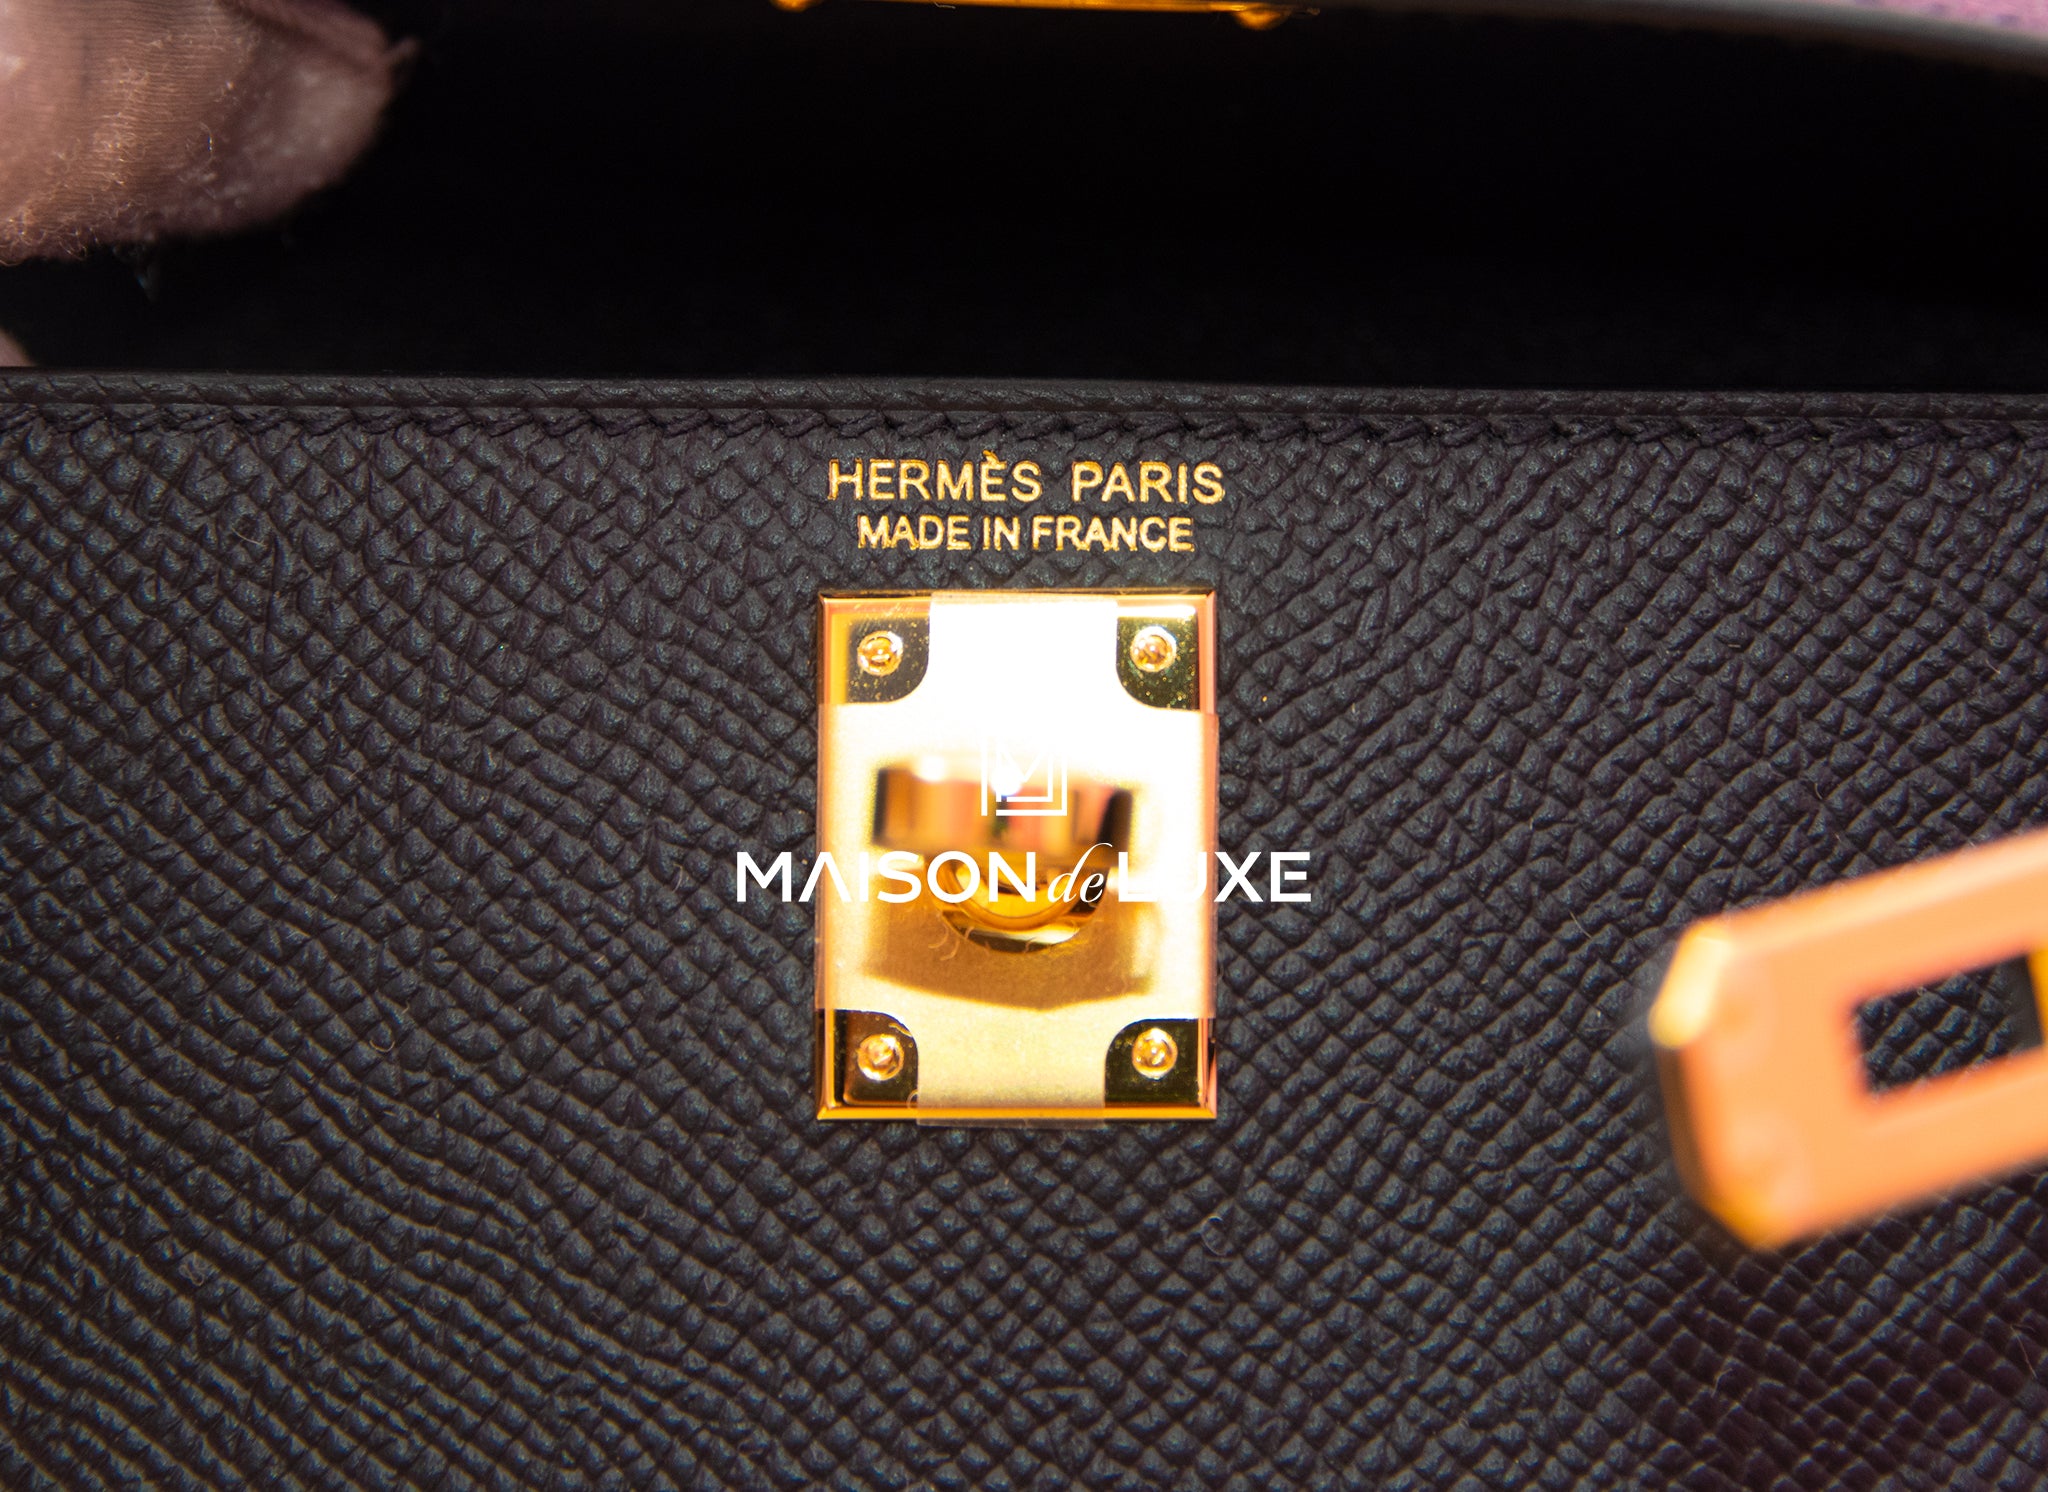 HERMÈS PARIS
MADE IN FRANCE
MAISON de LUXE